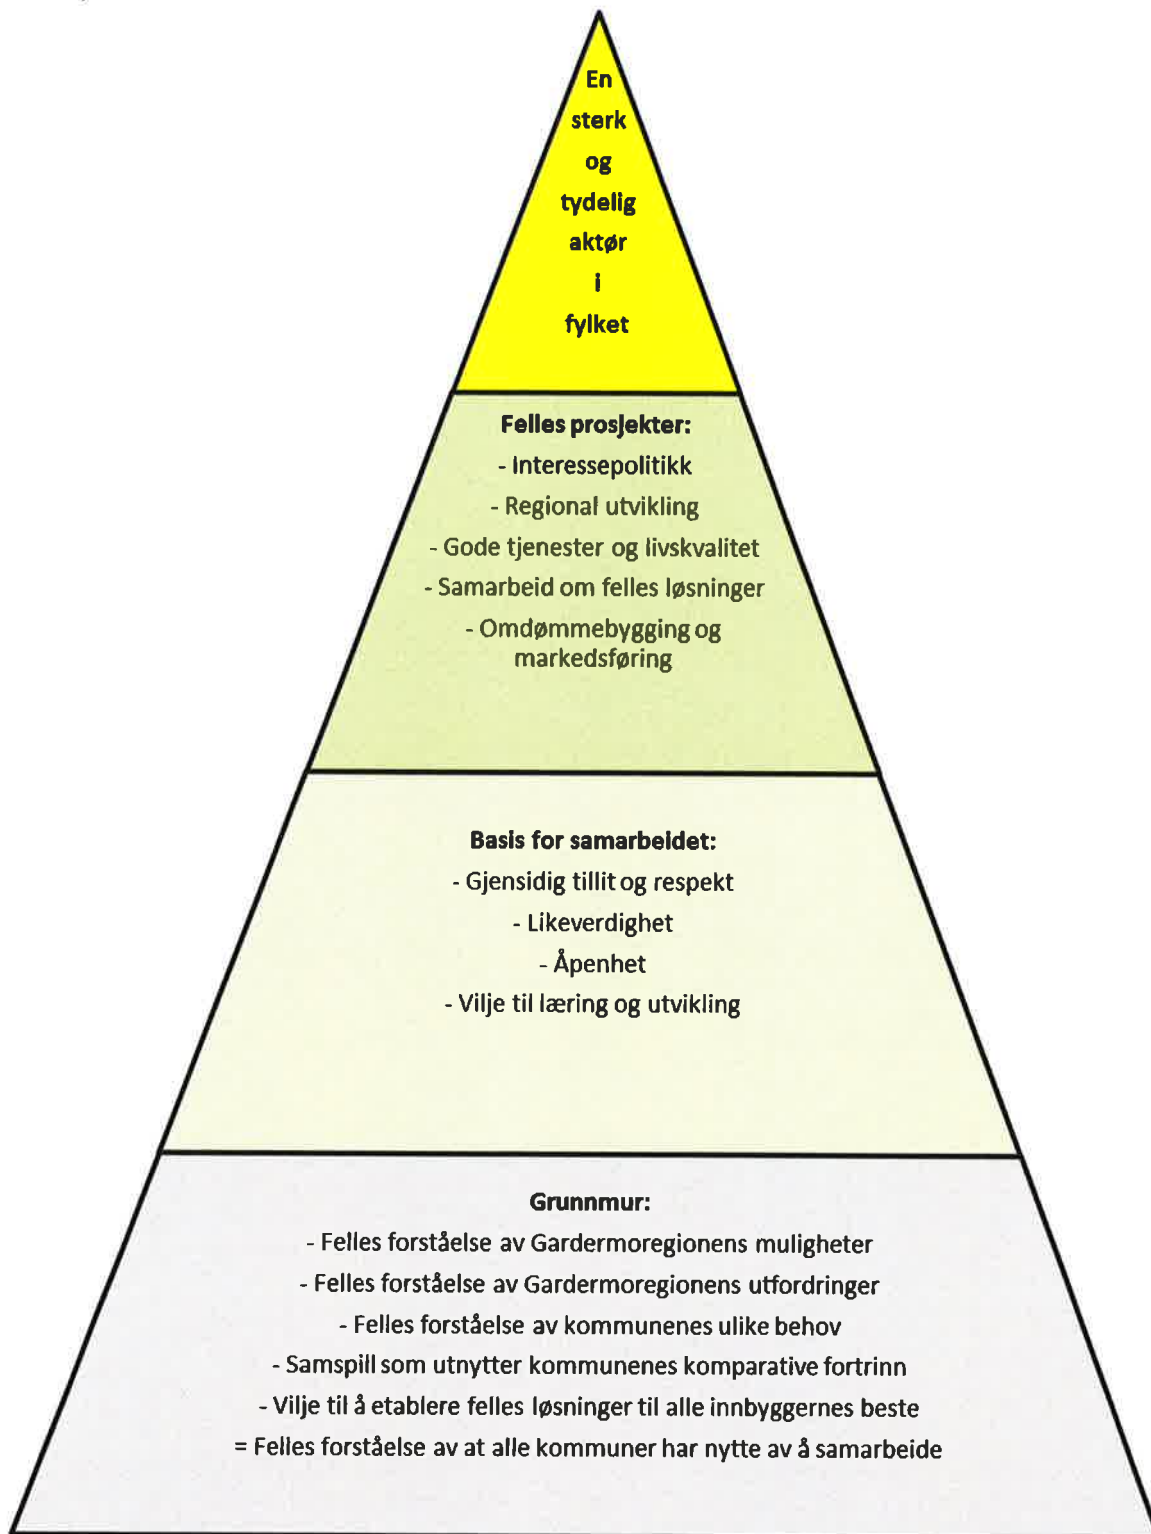 En
sterk
og
tydelig
aktør
i
fylket
Felles prosjekter:
- Interessepolitikk
- Regional utvikling
- Gode tjenester og livskvalitet
- Samarbeid om felles løsninger
- Omdømmebygging og
markedsføring
Basis for samarbeidet:
- Gjensidig tillit og respekt
- Likeverdighet
- Åpenhet
- Vilje til læring og utvikling
Grunnmur:
- Felles forståelse av Gardermoregionens muligheter
- Felles forståelse av Gardermoregionens utfordringer
- Felles forståelse av kommunenes ulike behov
- Samspill som utnytter kommunenes komparative fortrinn
- Vilje til å etablere felles løsninger til alle innbyggernes beste
= Felles forståelse av at alle kommuner har nytte av å samarbeide